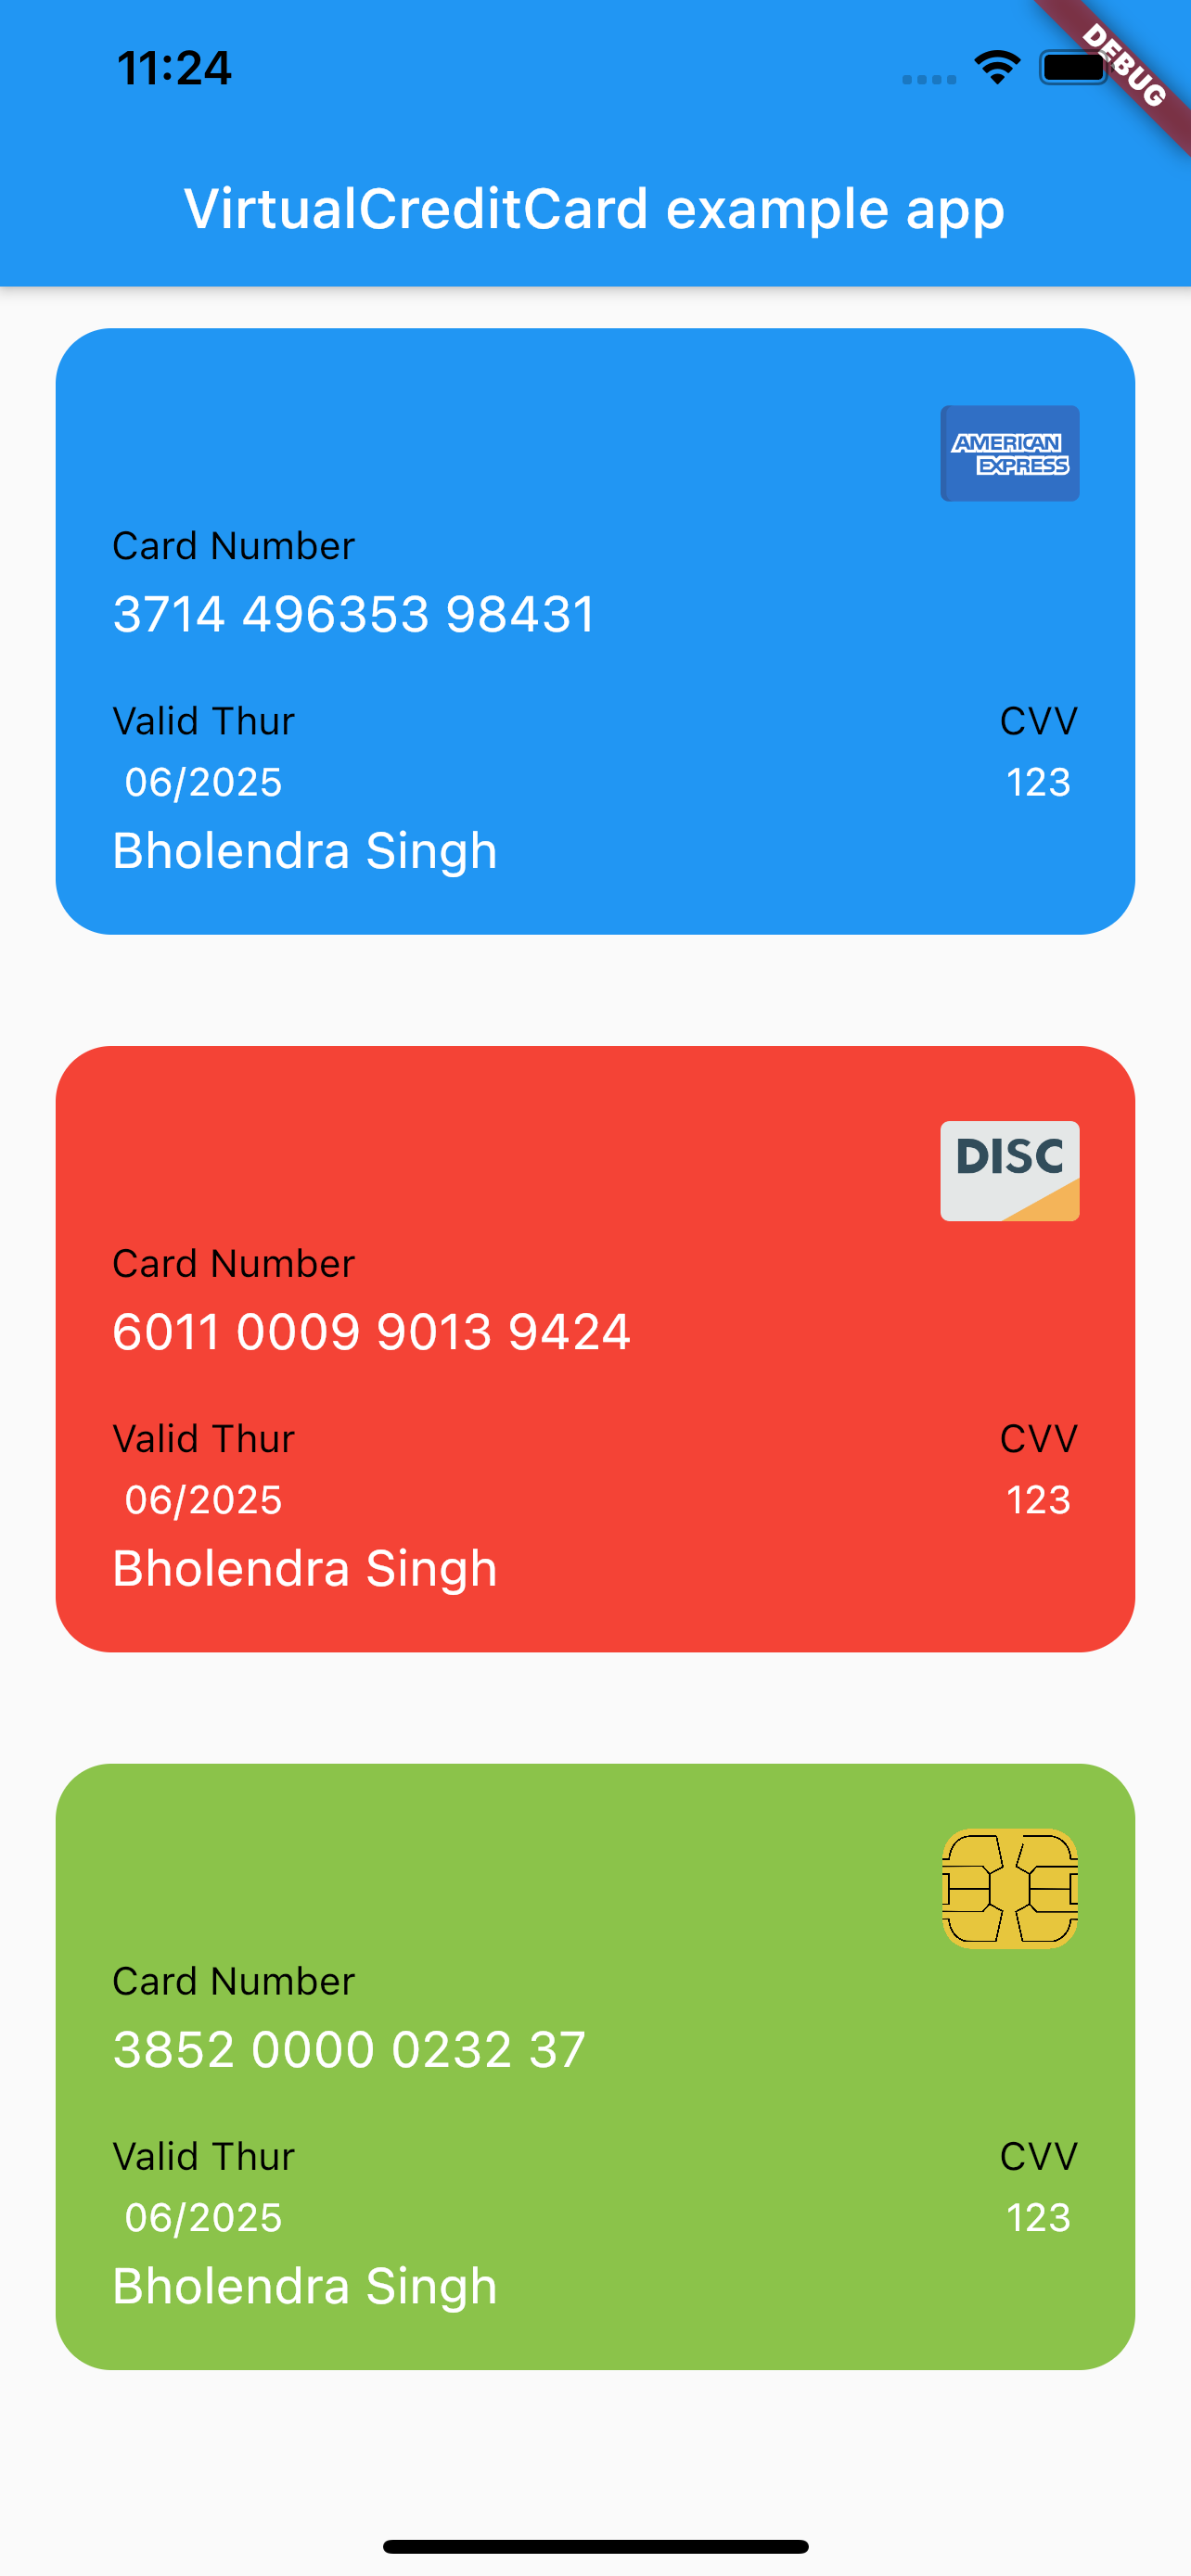 11:24
DEBUG
VirtualCreditCard example app
AMERICAN
EXPRESS
Card Number
3714 496353 98431
Valid Thur CVV
06/2025 123
Bholendra Singh
DISC
Card Number
6011 0009 9013 9424
Valid Thur CVV
06/2025 123
Bholendra Singh
Card Number
3852 0000 0232 37
Valid Thur CVV
06/2025 123
Bholendra Singh